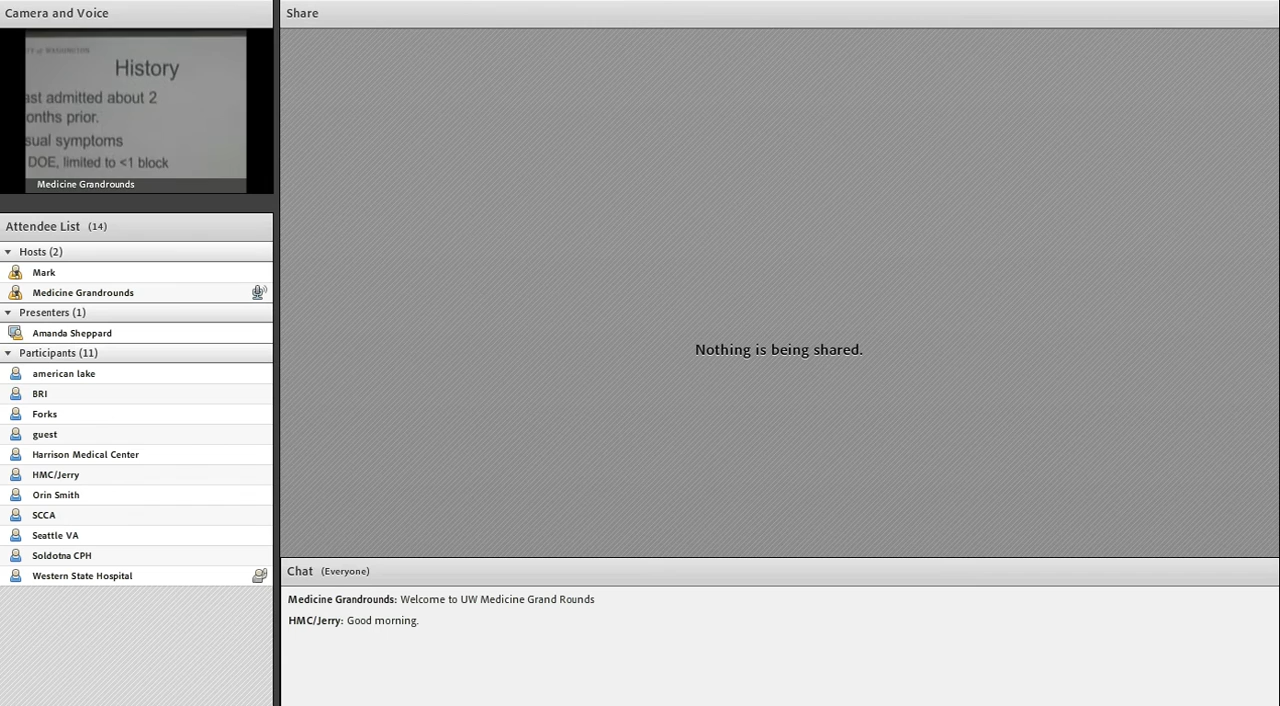 Camera and Voice
WASHINGTON
History
admitted about 2
prior.
symptoms
DOE, limited to <1 block
Medicine Grandrounds
Attendee List (14)
Hosts (2)
Mark
Medicine Grandrounds
Presenters (1)
Amanda Sheppard
Participants (11)
american lake
BRI
Forks
guest
Harrison Medical Center
HMC/Jerry
Orin Smith
SCCA
Seattle VA
Soldotna CPH
Western State Hospital
Share
Nothing is being shared.
Chat (Everyone)
Medicine Grandrounds: Welcome to UW Medicine Grand Rounds
HMC/Jerry: Good morning.